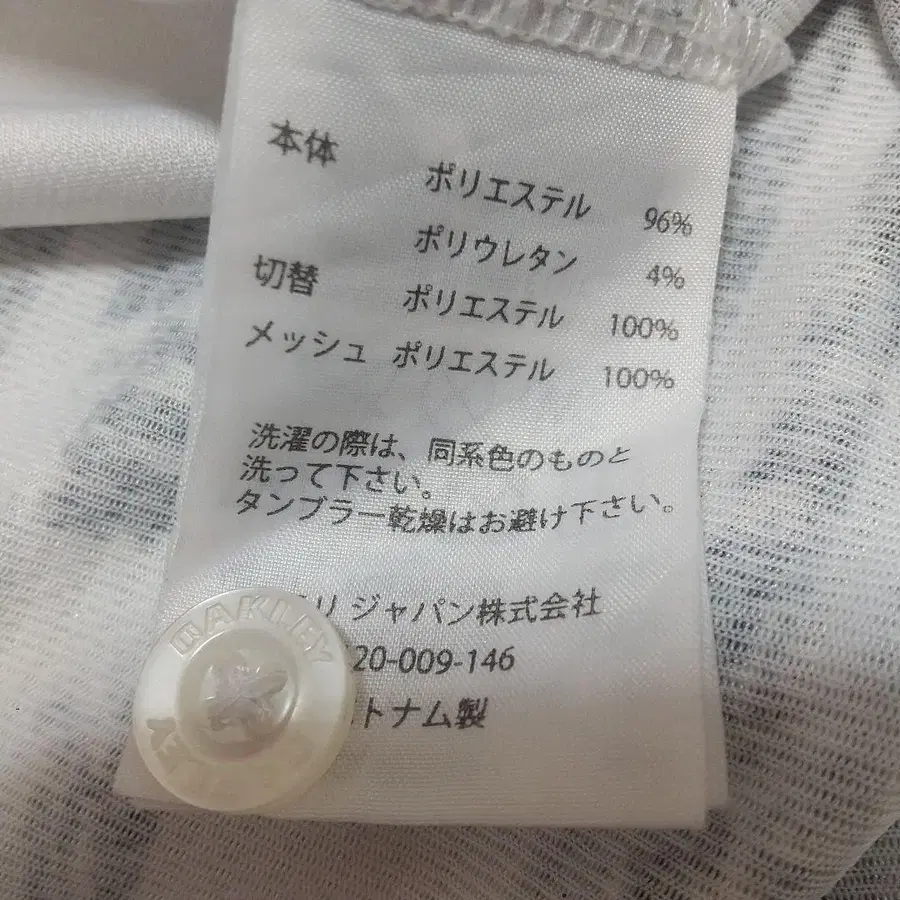 本体 ポリエステル 96%
ポリウレタン 4%
切替 ポリエステル 100%
メッシュ ポリエステル 100%
洗濯の際は、同系色のものと
洗って下さい。
タンブラー乾燥はお避け下さい。
リ ジャパン株式会社
20-009-146
トナム製
OAKLEY